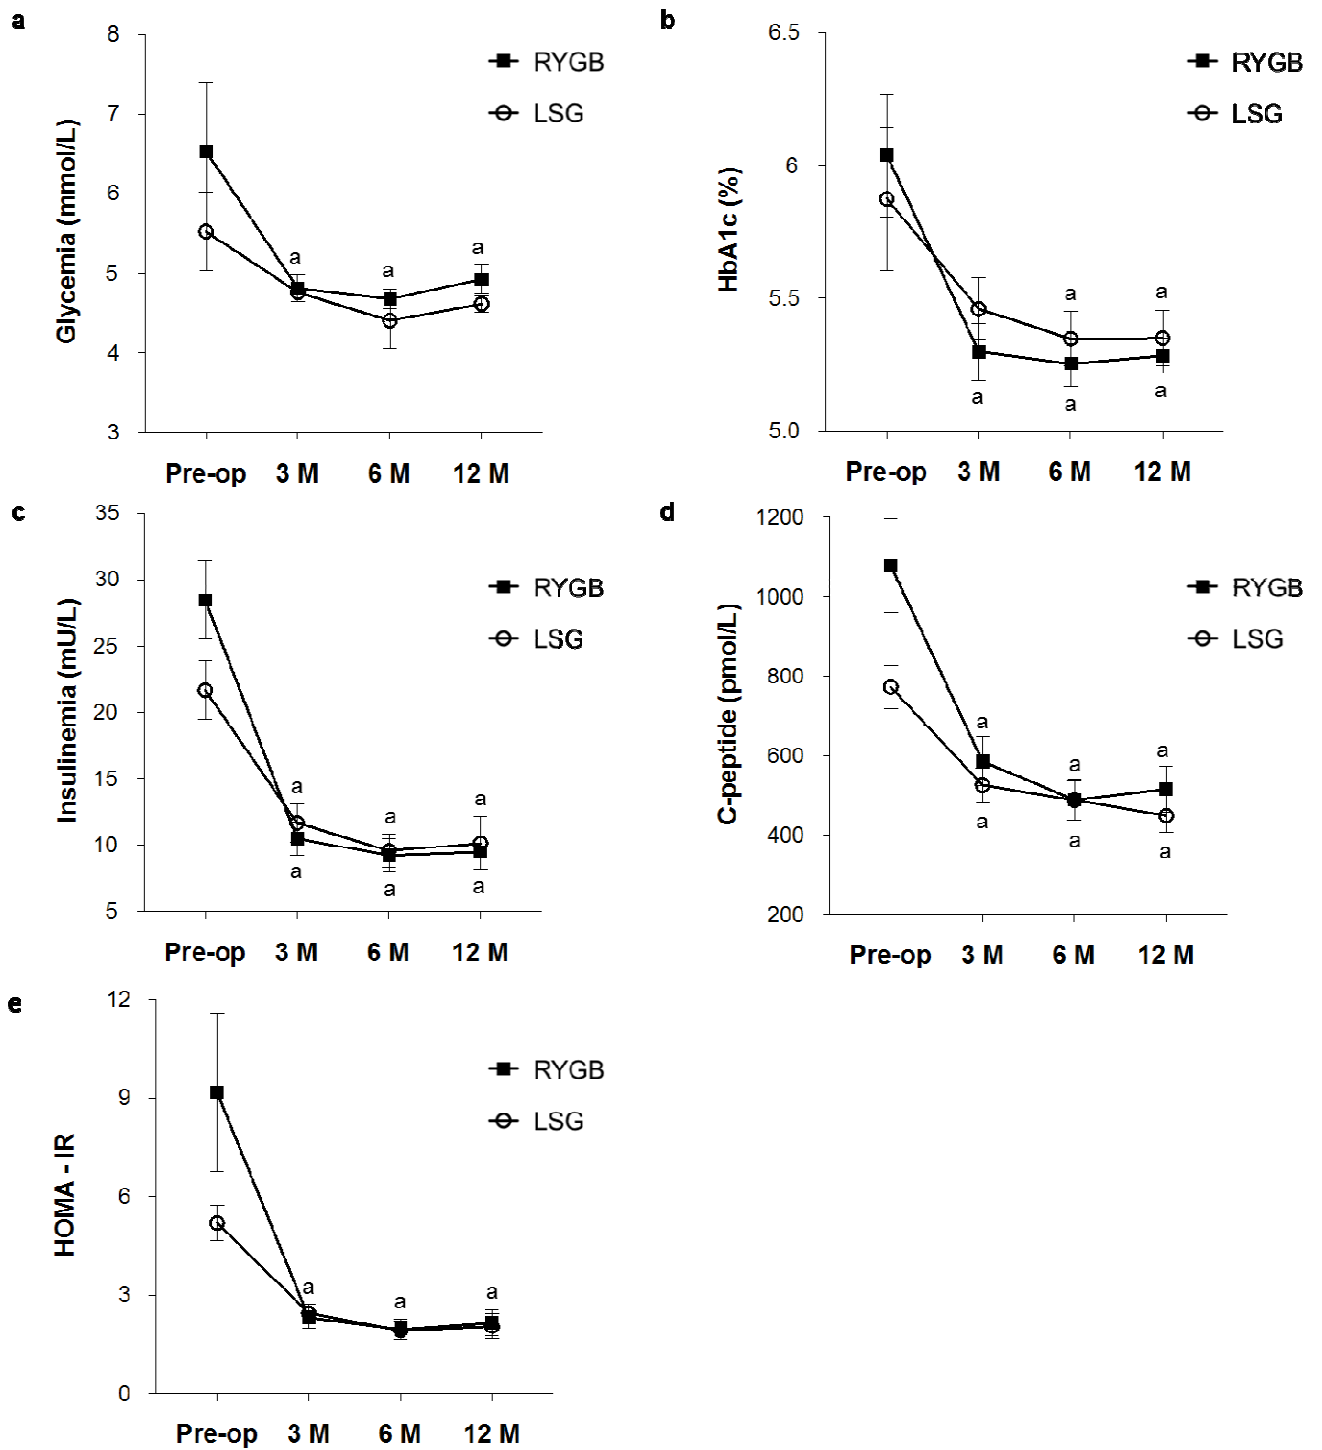 a
8
7
6
5
4
3
Glycemia (mmol/L)
RYGB
LSG
a
a
a
Pre-op 3 M 6 M 12 M
b
6.5
6
5.5
5.0
HbA1c (%)
RYGB
LSG
a
a
a
a
a
Pre-op 3 M 6 M 12 M
c
35
30
25
20
15
10
5
Insulinemia (mU/L)
RYGB
LSG
a
a
a
a
a
a
Pre-op 3 M 6 M 12 M
d
1200
1000
800
600
400
200
C-peptide (pmol/L)
RYGB
LSG
a
a
a
a
a
a
Pre-op 3 M 6 M 12 M
e
12
9
6
3
0
HOMA - IR
RYGB
LSG
a
a
a
Pre-op 3 M 6 M 12 M